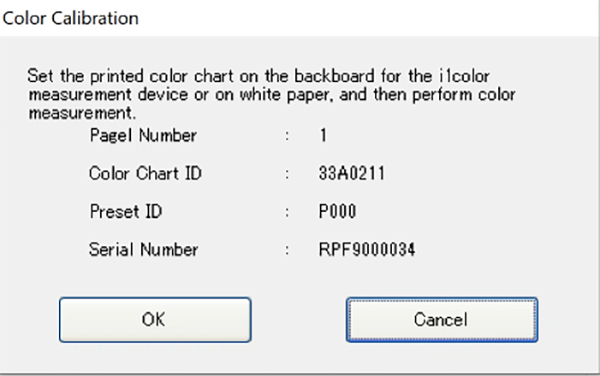 Color Calibration
Set the printed color chart on the backboard for the i1color
measurement device or on white paper, and then perform color
measurement.
Pagel Number : 1
Color Chart ID : 33A0211
Preset ID : P000
Serial Number : RPF9000034
OK Cancel